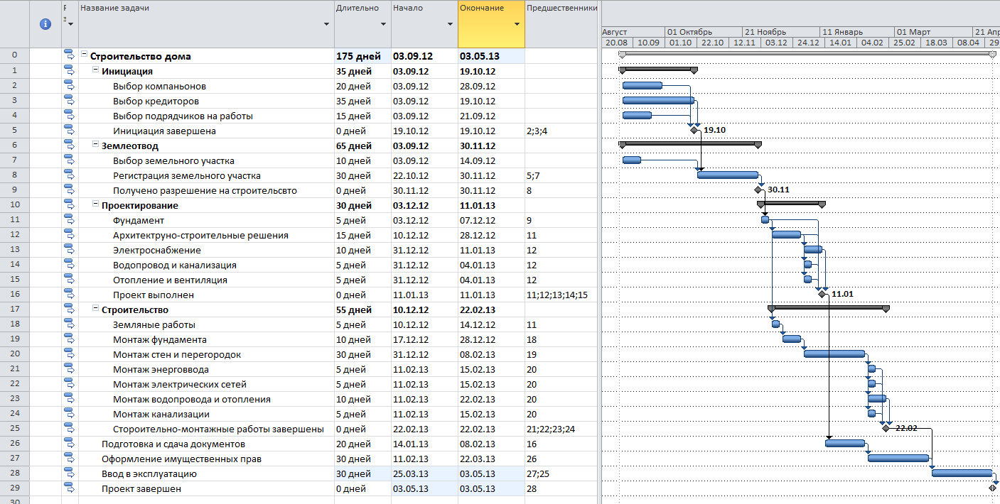 Р Название задачи Длительно Начало Окончание Предшественники
з
Август 01 Октябрь 21 Ноябрь 11 Январь 01 Март 21 Апр
20.08 10.09 01.10 22.10 12.11 03.12 24.12 14.01 04.02 25.02 18.03 08.04 29
0 Строительство дома 175 дней 03.09.12 03.05.13
1 Инициация 35 дней 03.09.12 19.10.12
2 Выбор компаньонов 20 дней 03.09.12 28.09.12
3 Выбор кредиторов 35 дней 03.09.12 19.10.12
4 Выбор подрядчиков на работы 15 дней 03.09.12 21.09.12
5 Инициация завершена 0 дней 19.10.12 19.10.12 2;3;4 19.10
6 Землеотвод 65 дней 03.09.12 30.11.12
7 Выбор земельного участка 10 дней 03.09.12 14.09.12
8 Регистрация земельного участка 30 дней 22.10.12 30.11.12 5;7
9 Получено разрешение на строительсвто 0 дней 30.11.12 30.11.12 8 30.11
10 Проектирование 30 дней 03.12.12 11.01.13
11 Фундамент 5 дней 03.12.12 07.12.12 9
12 Архитектруно-строительные решения 15 дней 10.12.12 28.12.12 11
13 Электроснабжение 10 дней 31.12.12 11.01.13 12
14 Водопровод и канализация 5 дней 31.12.12 04.01.13 12
15 Отопление и вентиляция 5 дней 31.12.12 04.01.13 12
16 Проект выполнен 0 дней 11.01.13 11.01.13 11;12;13;14;15 11.01
17 Строительство 55 дней 10.12.12 22.02.13
18 Земляные работы 5 дней 10.12.12 14.12.12 11
19 Монтаж фундамента 10 дней 17.12.12 28.12.12 18
20 Монтаж стен и перегородок 30 дней 31.12.12 08.02.13 19
21 Монтаж энерговвода 5 дней 11.02.13 15.02.13 20
22 Монтаж электрических сетей 5 дней 11.02.13 15.02.13 20
23 Монтаж водопровода и отопления 10 дней 11.02.13 22.02.13 20
24 Монтаж канализации 5 дней 11.02.13 15.02.13 20
25 Стороительно-монтажные работы завершены 0 дней 22.02.13 22.02.13 21;22;23;24 22.02
26 Подготовка и сдача документов 20 дней 14.01.13 08.02.13 16
27 Оформление имущественных прав 30 дней 11.02.13 22.03.13 26
28 Ввод в эксплуатацию 30 дней 25.03.13 03.05.13 27;25
29 Проект завершен 0 дней 03.05.13 03.05.13 28
30